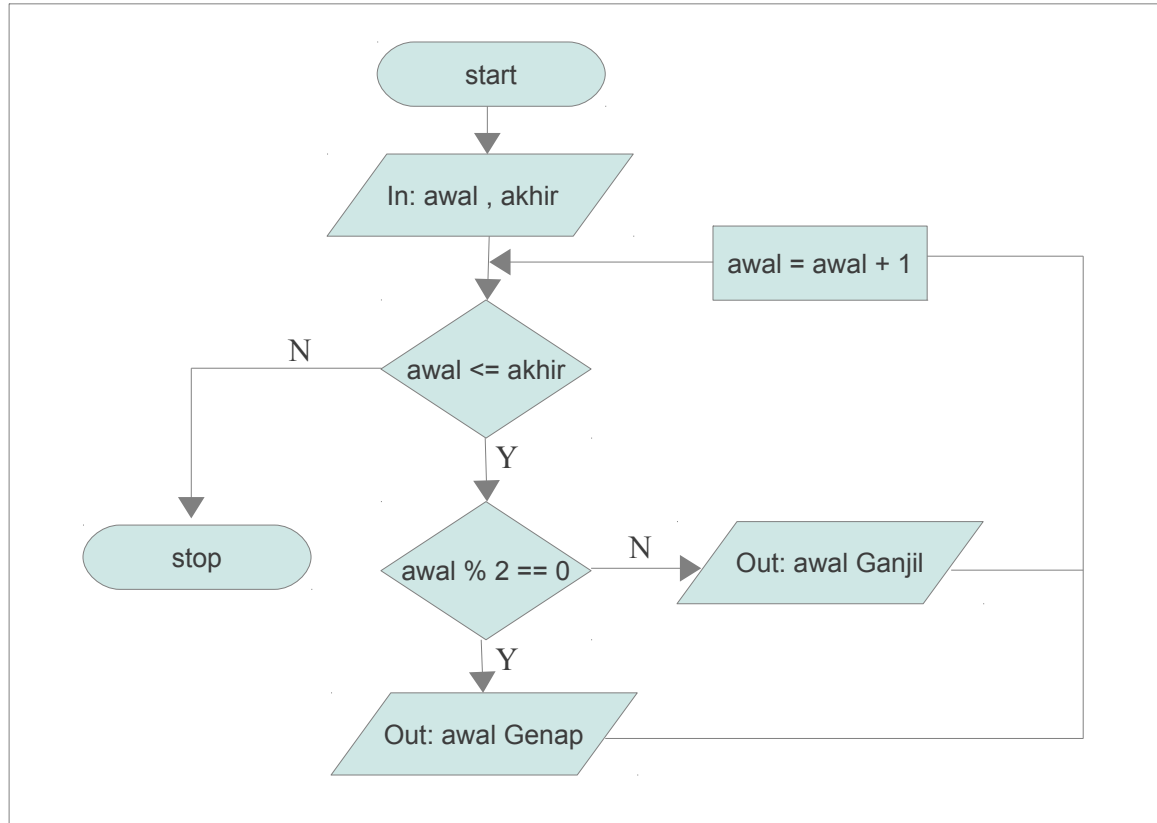 start
In: awal , akhir
awal = awal + 1
awal <= akhir
N
Y
stop
awal % 2 == 0
N
Out: awal Ganjil
Y
Out: awal Genap